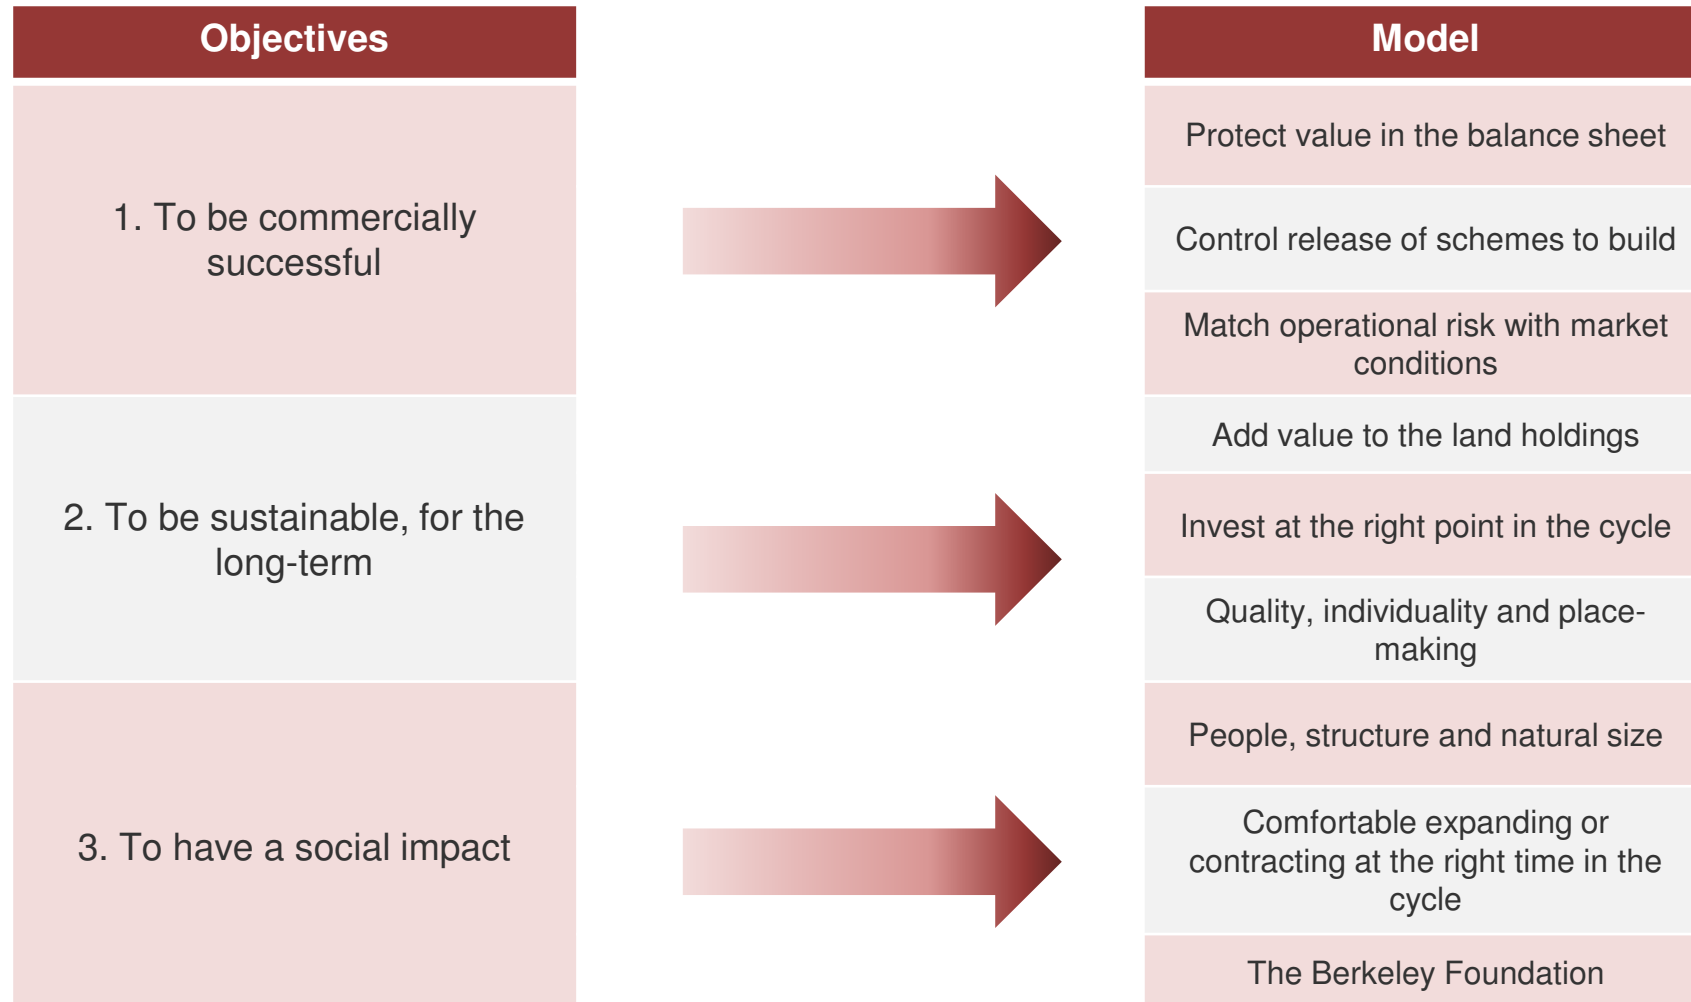 Objectives
1. To be commercially
successful
2. To be sustainable, for the
long-term
3. To have a social impact
Model
Protect value in the balance sheet
Control release of schemes to build
Match operational risk with market
conditions
Add value to the land holdings
Invest at the right point in the cycle
Quality, individuality and place-
making
People, structure and natural size
Comfortable expanding or
contracting at the right time in the
cycle
The Berkeley Foundation